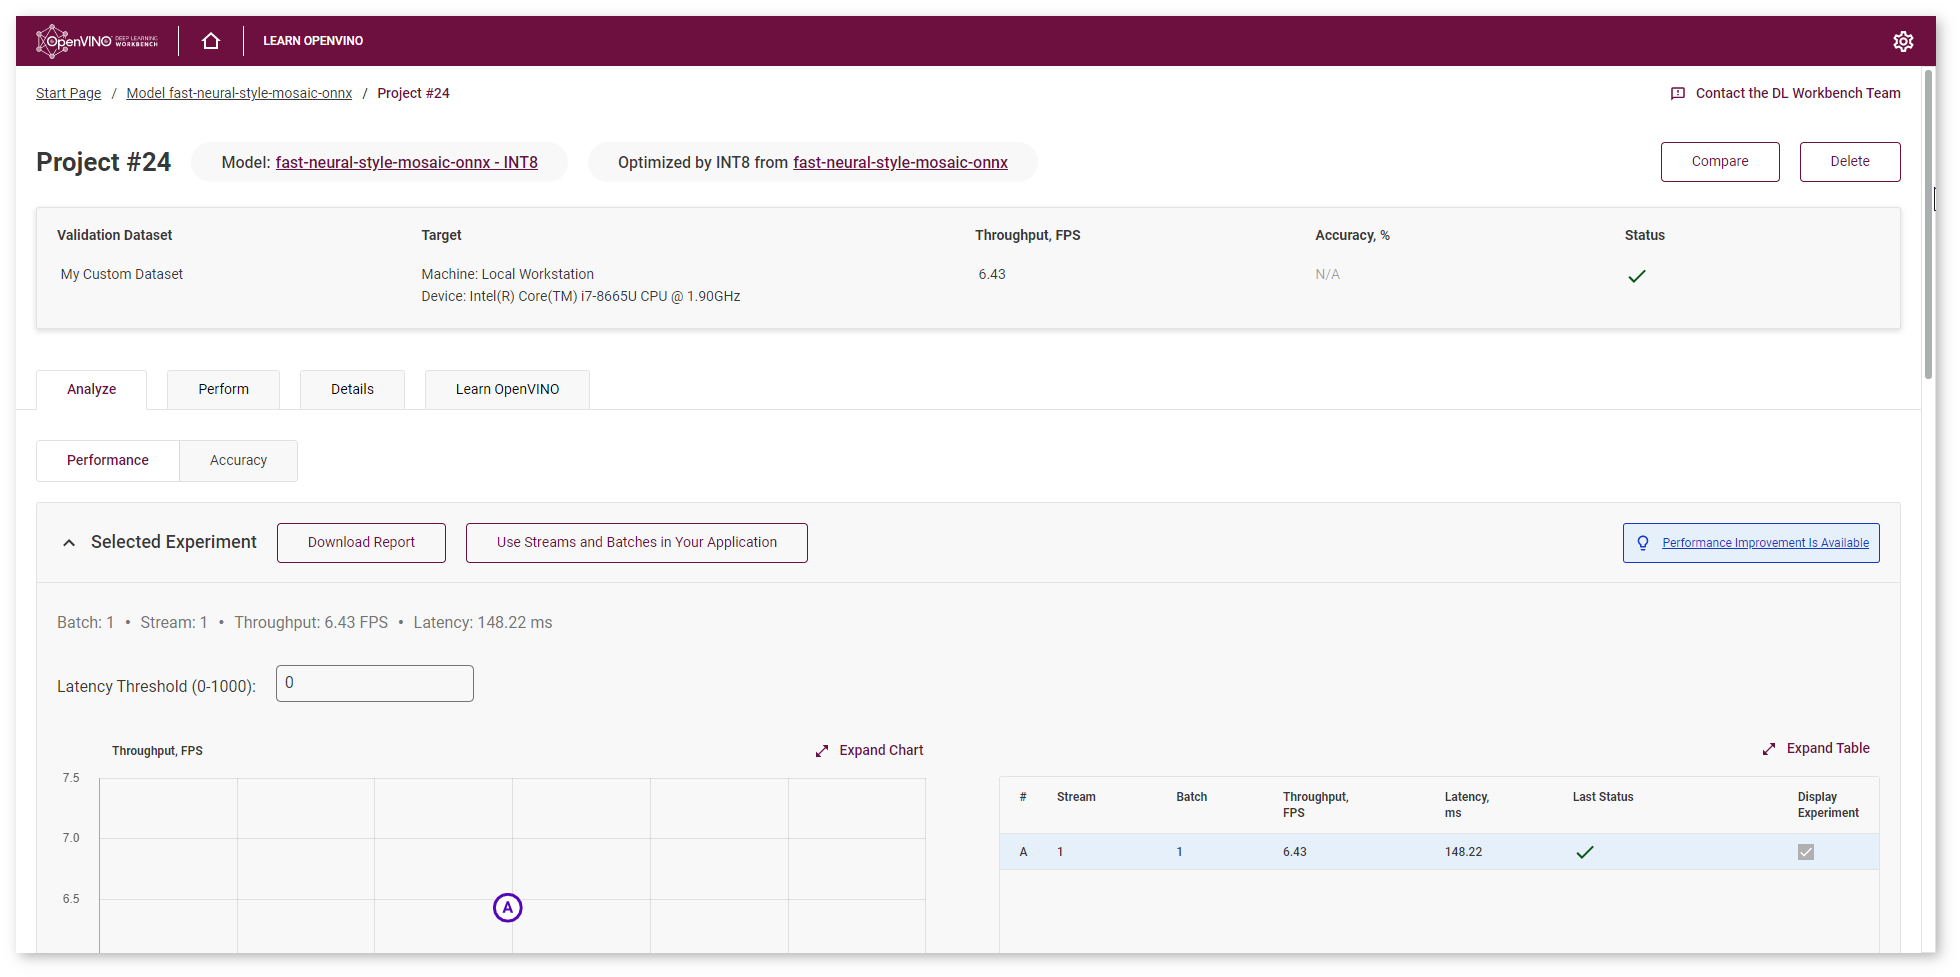 OpenVINO DEEP LEARNING WORKBENCH
LEARN OPENVINO
Start Page / Model fast-neural-style-mosaic-onnx / Project #24
Contact the DL Workbench Team
Project #24
Model: fast-neural-style-mosaic-onnx - INT8
Optimized by INT8 from fast-neural-style-mosaic-onnx
Compare
Delete
Validation Dataset
Target
Throughput, FPS
Accuracy, %
Status
My Custom Dataset
Machine: Local Workstation
Device: Intel(R) Core(TM) i7-8665U CPU @ 1.90GHz
6.43
N/A
Analyze
Perform
Details
Learn OpenVINO
Performance
Accuracy
Selected Experiment
Download Report
Use Streams and Batches in Your Application
Performance Improvement Is Available
Batch: 1 • Stream: 1 • Throughput: 6.43 FPS • Latency: 148.22 ms
Latency Threshold (0-1000):
0
Throughput, FPS
Expand Chart
7.5
7.0
6.5
A
Expand Table
# Stream Batch Throughput, FPS Latency, ms Last Status Display Experiment
A 1 1 6.43 148.22